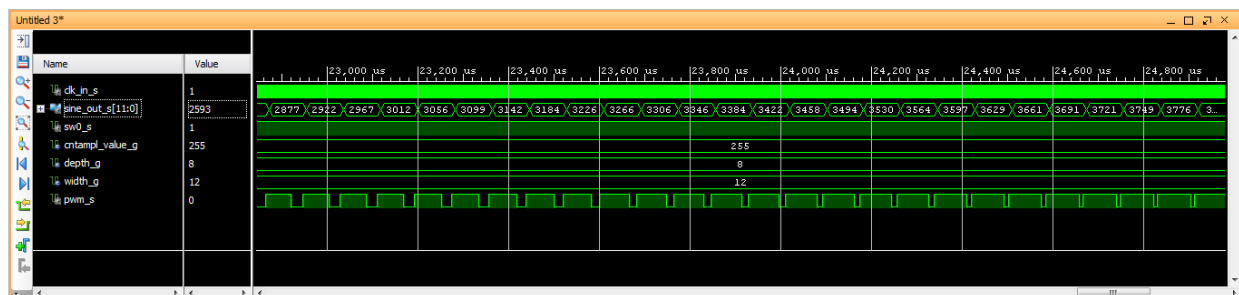 Untitled 3*
Name Value
23,000 us 23,200 us 23,400 us 23,600 us 23,800 us 24,000 us 24,200 us 24,400 us 24,600 us 24,800 us
clk_in_s 1
sine_out_s[11:0] 2593 2877 2922 2967 3012 3056 3099 3142 3184 3226 3266 3306 3346 3384 3422 3458 3494 3530 3564 3597 3629 3661 3691 3721 3749 3776 3...
sw0_s 1
cntampl_value_g 255 255
depth_g 8 8
width_g 12 12
pwm_s 0